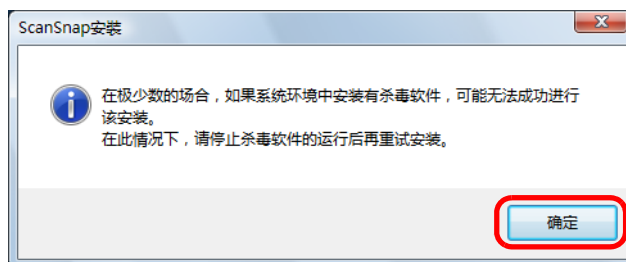 ScanSnap安裝
在极少数的场合，如果系统环境中安装有杀毒软件，可能无法成功进行
该安装。
在此情况下，请停止杀毒软件的运行后再重试安装。
确定